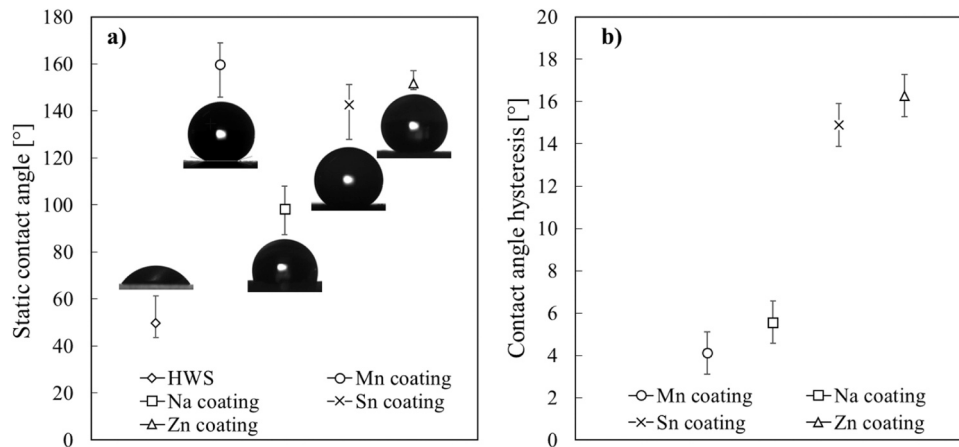 a)
Static contact angle [°]
180
160
140
120
100
80
60
40
20
0
HWS
Mn coating
Na coating
Sn coating
Zn coating
b)
Contact angle hysteresis [°]
20
18
16
14
12
10
8
6
4
2
0
Mn coating
Na coating
Sn coating
Zn coating